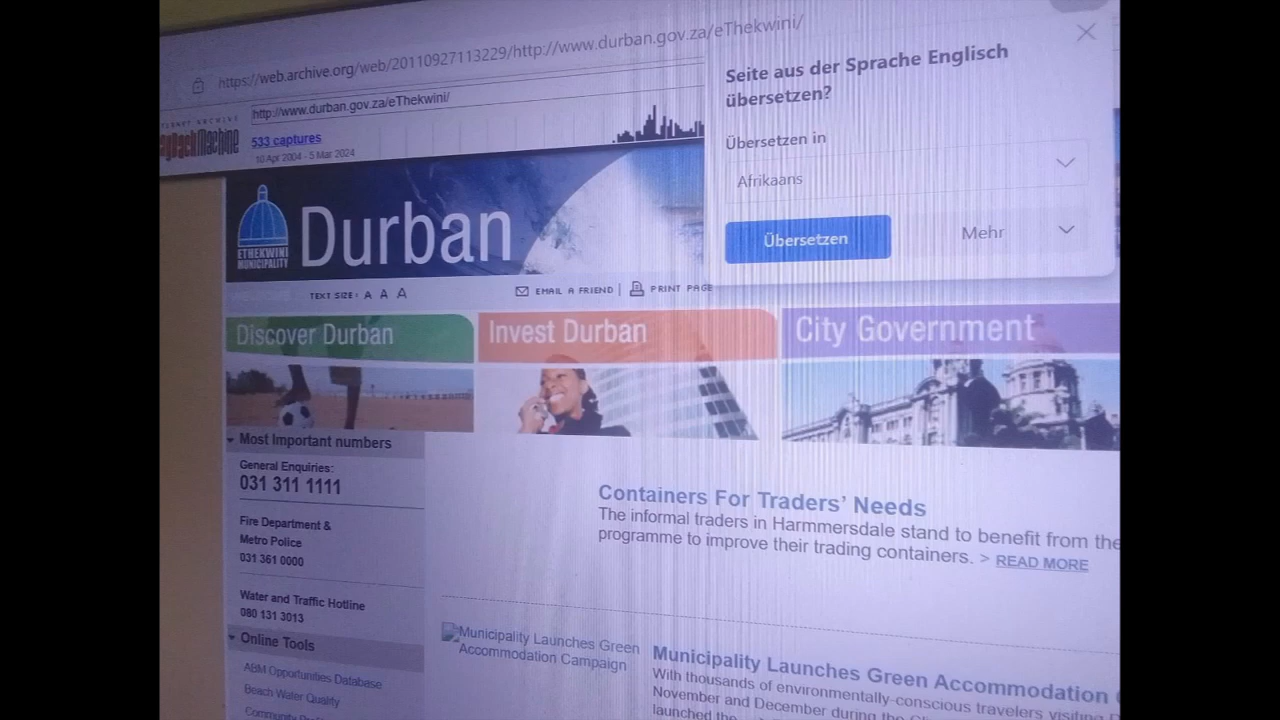 https://web.archive.org/web/20110927113229/http://www.durban.gov.za/eThekwini/
http://www.durban.gov.za/eThekwini/
533 captures
10 Apr 2004 - 5 Mar 2024
Seite aus der Sprache Englisch
übersetzen?
Übersetzen in
Afrikaans
Übersetzen
Mehr
Durban
ETHEKWINI
MUNICIPALITY
TEXT SIZE: A A A
EMAIL A FRIEND | PRINT PAGE
Discover Durban
Invest Durban
City Government
Most Important numbers
General Enquiries:
031 311 1111
Fire Department &
Metro Police
031 361 0000
Water and Traffic Hotline
080 131 3013
Online Tools
ABM Opportunities Database
Beach Water Quality
Community
Containers For Traders’ Needs
The informal traders in Harmmersdale stand to benefit from the
programme to improve their trading containers. > READ MORE
Municipality Launches Green
Accommodation Campaign
Municipality Launches Green Accommodation
With thousands of environmentally-conscious travelers visiting
November and December during the
launched the